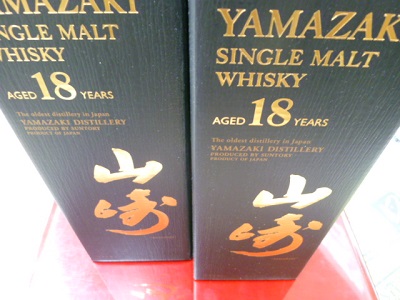 YAMAZAKI
SINGLE MALT
WHISKY
AGED 18 YEARS
The oldest distillery in Japan
YAMAZAKI DISTILLERY
PRODUCED BY SUNTORY
PRODUCT OF JAPAN
山崎
YAMAZAK
SINGLE MALT
WHISKY
AGED 18 YEARS
The oldest distillery in Japan
YAMAZAKI DISTILLERY
PRODUCED BY SUNTORY
PRODUCT OF JAPAN
山崎